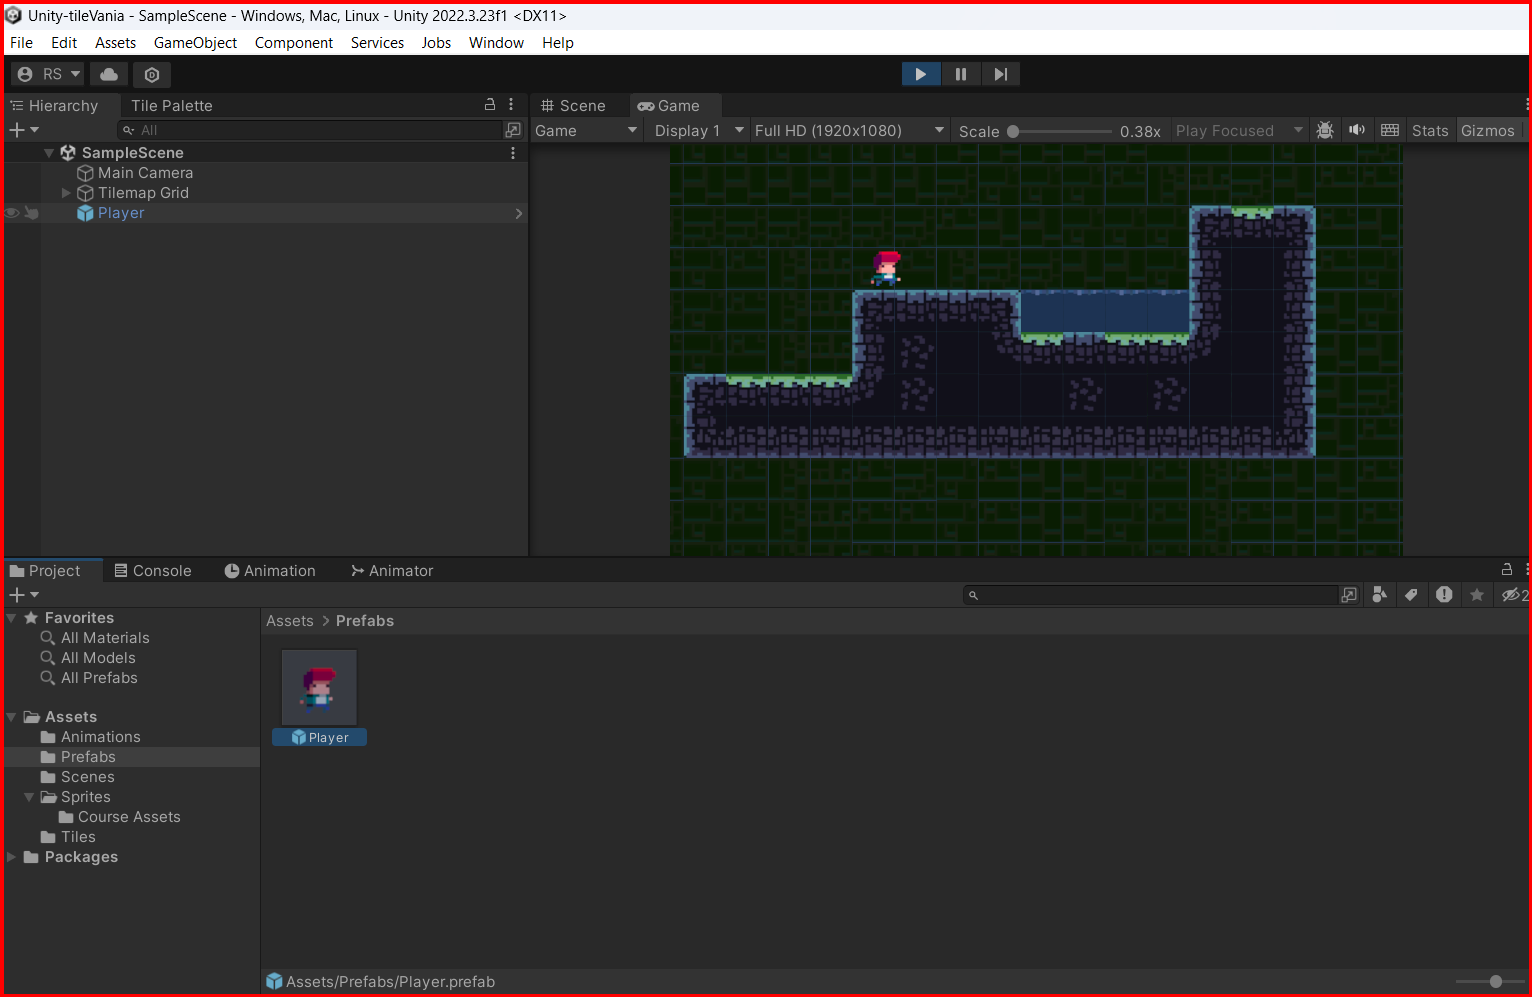 Unity-tileVania - SampleScene - Windows, Mac, Linux - Unity 2022.3.23f1 <DX11>
File Edit Assets GameObject Component Services Jobs Window Help
RS
Hierarchy Tile Palette Scene Game
All Game Display 1 Full HD (1920x1080) Scale 0.38x Play Focused Stats Gizmos
SampleScene
Main Camera
Tilemap Grid
Player
Project Console Animation Animator
2
Favorites Assets > Prefabs
All Materials
All Models
All Prefabs
Assets
Animations Player
Prefabs
Scenes
Sprites
Course Assets
Tiles
Packages
Assets/Prefabs/Player.prefab